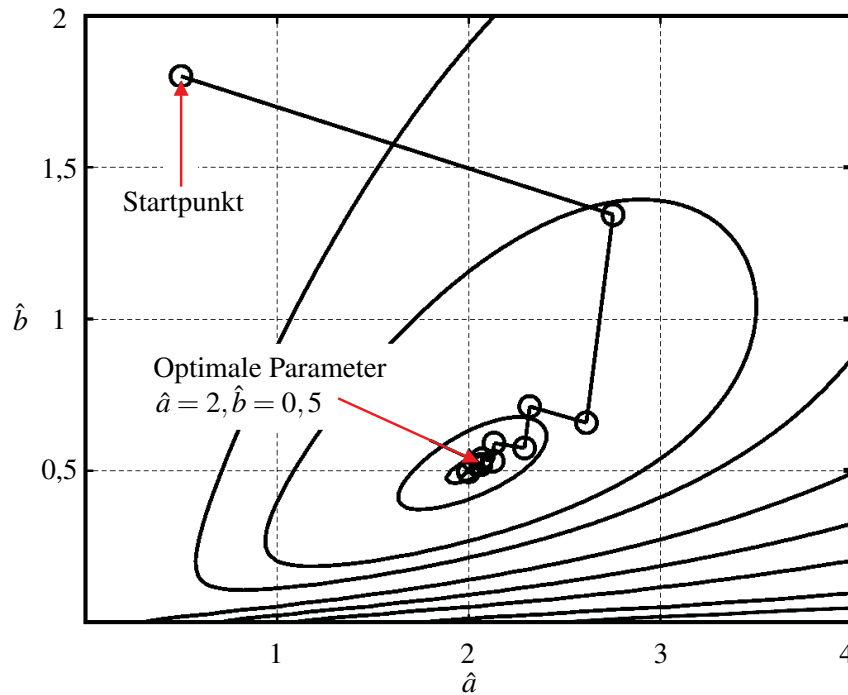 2
1,5
Startpunkt
1
b̂
Optimale Parameter
â = 2, b̂ = 0,5
0,5
1
2
3
4
â